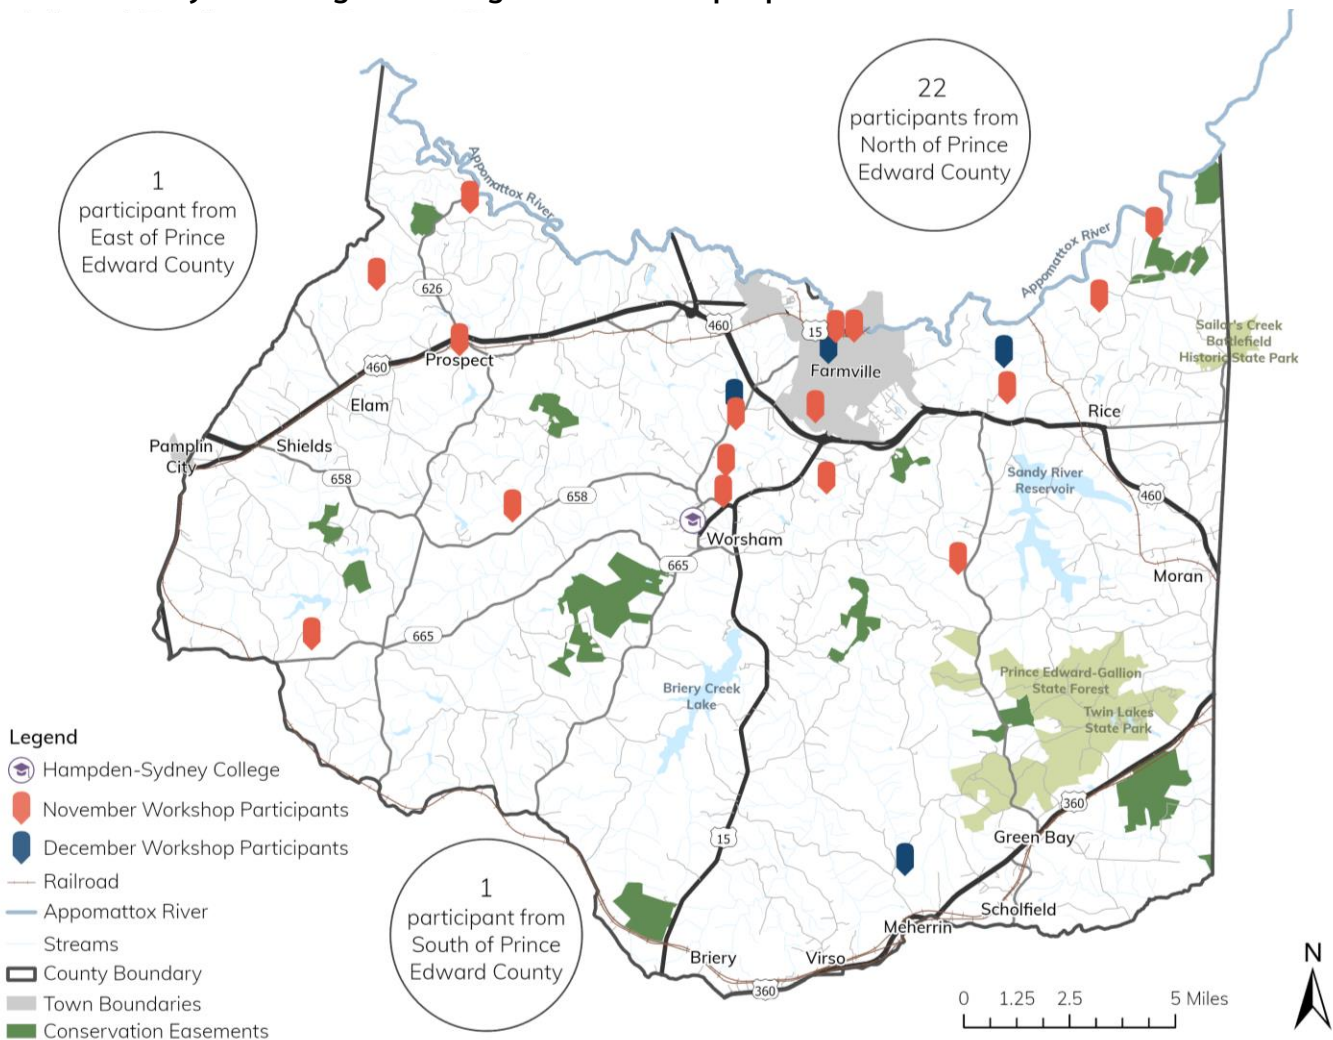 22
participants from
North of Prince
Edward County
1
participant from
East of Prince
Edward County
Appomattox River
Appomattox River
626
460
15
Sailor's Creek
Battlefield
Historic State Park
Prospect
460
Farmville
Elam
Rice
Pamplin
City
Shields
658
658
Sandy River
Reservoir
460
Worsham
665
Moran
665
Prince Edward-Gallion
State Forest
Briery Creek
Lake
Twin Lakes
State Park
360
15
Green Bay
Scholfield
Meherrin
Briery
Virso
360
1
participant from
South of Prince
Edward County
Legend
Hampden-Sydney College
November Workshop Participants
December Workshop Participants
Railroad
Appomattox River
Streams
County Boundary
Town Boundaries
Conservation Easements
0 1.25 2.5 5 Miles
N